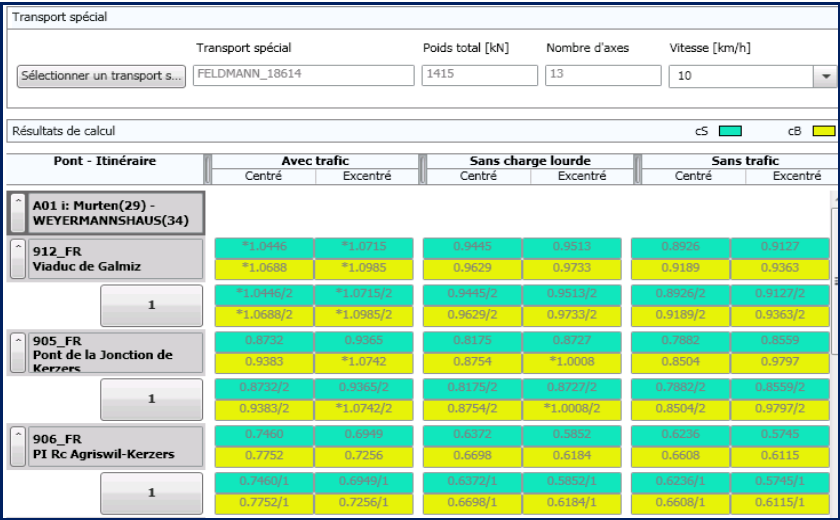 Transport spécial
Transport spécial Poids total [kN] Nombre d'axes Vitesse [km/h]
Sélectionner un transport s... FELDMANN_18614 1415 13 10
Résultats de calcul cS cB
Pont - Itinéraire Avec trafic Sans charge lourde Sans trafic
Centré Excentré Centré Excentré Centré Excentré
A01 i: Murten(29) -
WEYERMANNSHAUS(34)
912_FR
Viaduc de Galmiz
*1.0446 *1.0715 0.9445 0.9513 0.8926 0.9127
*1.0688 *1.0985 0.9629 0.9733 0.9189 0.9363
1
*1.0446/2 *1.0715/2 0.9445/2 0.9513/2 0.8926/2 0.9127/2
*1.0688/2 *1.0985/2 0.9629/2 0.9733/2 0.9189/2 0.9363/2
905_FR
Pont de la Jonction de
Kerzers
0.8732 0.9365 0.8175 0.8727 0.7882 0.8559
0.9383 *1.0742 0.8754 *1.0008 0.8504 0.9797
1
0.8732/2 0.9365/2 0.8175/2 0.8727/2 0.7882/2 0.8559/2
0.9383/2 *1.0742/2 0.8754/2 *1.0008/2 0.8504/2 0.9797/2
906_FR
PI Rc Agriswil-Kerzers
0.7460 0.6949 0.6372 0.5852 0.6236 0.5745
0.7752 0.7256 0.6698 0.6184 0.6608 0.6115
1
0.7460/1 0.6949/1 0.6372/1 0.5852/1 0.6236/1 0.5745/1
0.7752/1 0.7256/1 0.6698/1 0.6184/1 0.6608/1 0.6115/1